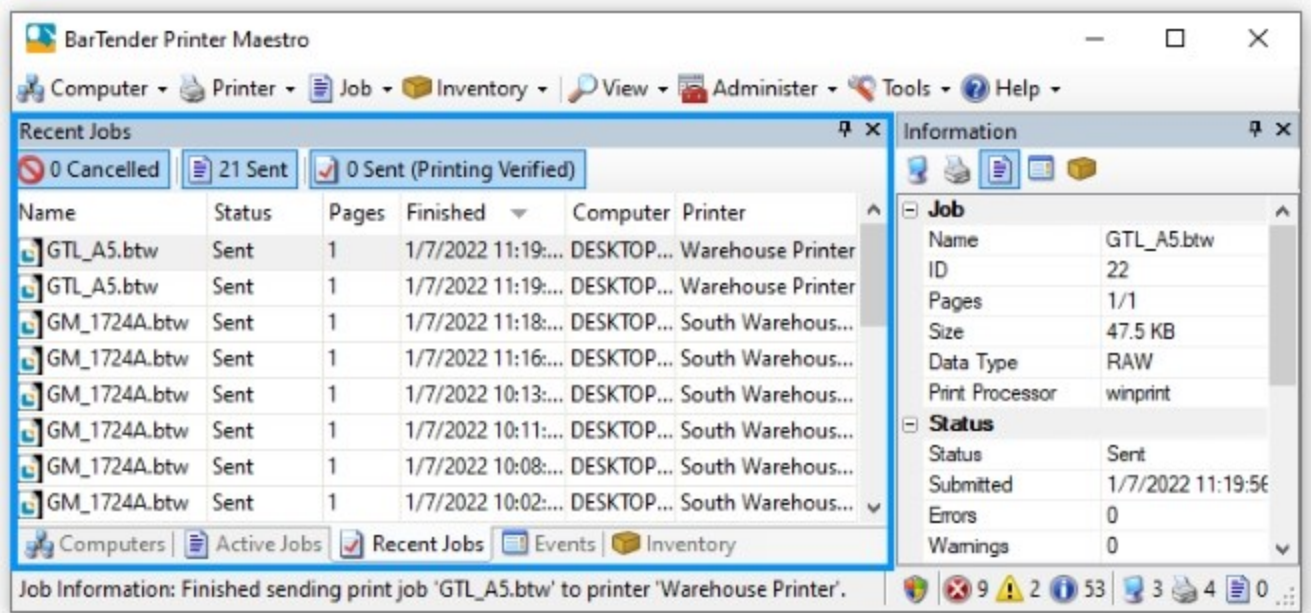 BarTender Printer Maestro
Computer Printer Job Inventory View Administer Tools Help
Recent Jobs
0 Cancelled 21 Sent 0 Sent (Printing Verified)
Name Status Pages Finished Computer Printer
GTL_A5.btw Sent 1 1/7/2022 11:19:... DESKTOP... Warehouse Printer
GTL_A5.btw Sent 1 1/7/2022 11:19:... DESKTOP... Warehouse Printer
GM_1724A.btw Sent 1 1/7/2022 11:18:... DESKTOP... South Warehous...
GM_1724A.btw Sent 1 1/7/2022 11:16:... DESKTOP... South Warehous...
GM_1724A.btw Sent 1 1/7/2022 10:13:... DESKTOP... South Warehous...
GM_1724A.btw Sent 1 1/7/2022 10:11:... DESKTOP... South Warehous...
GM_1724A.btw Sent 1 1/7/2022 10:08:... DESKTOP... South Warehous...
GM_1724A.btw Sent 1 1/7/2022 10:02:... DESKTOP... South Warehous...
Computers Active Jobs Recent Jobs Events Inventory
Information
Job
Name GTL_A5.btw
ID 22
Pages 1/1
Size 47.5 KB
Data Type RAW
Print Processor winprint
Status
Status Sent
Submitted 1/7/2022 11:19:56
Errors 0
Warnings 0
Job Information: Finished sending print job 'GTL_A5.btw' to printer 'Warehouse Printer'.
9 2 53 3 4 0